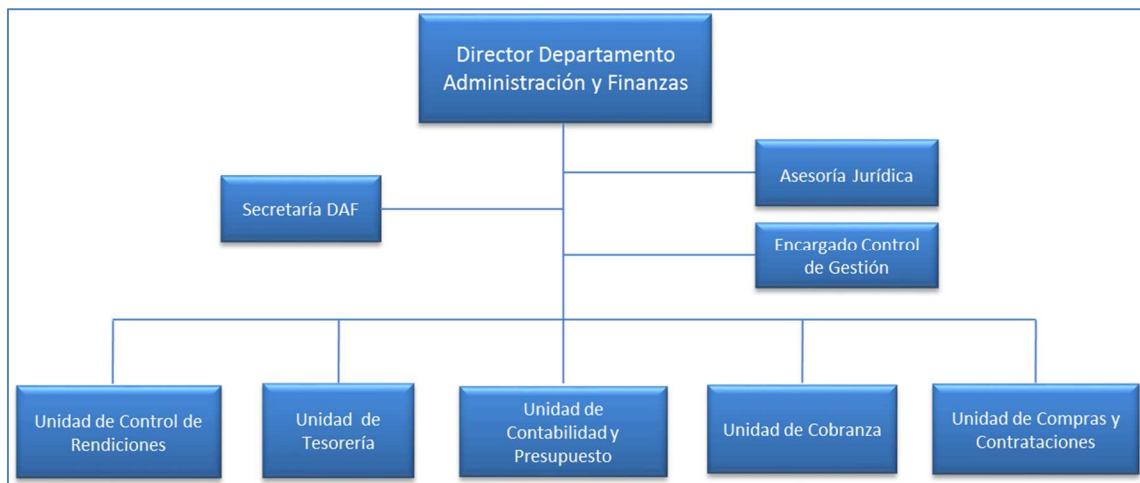 Director Departamento
Administración y Finanzas
Asesoría Jurídica
Secretaría DAF
Encargado Control
de Gestión
Unidad de Control de
Rendiciones
Unidad de
Tesorería
Unidad de
Contabilidad y
Presupuesto
Unidad de Cobranza
Unidad de Compras y
Contrataciones